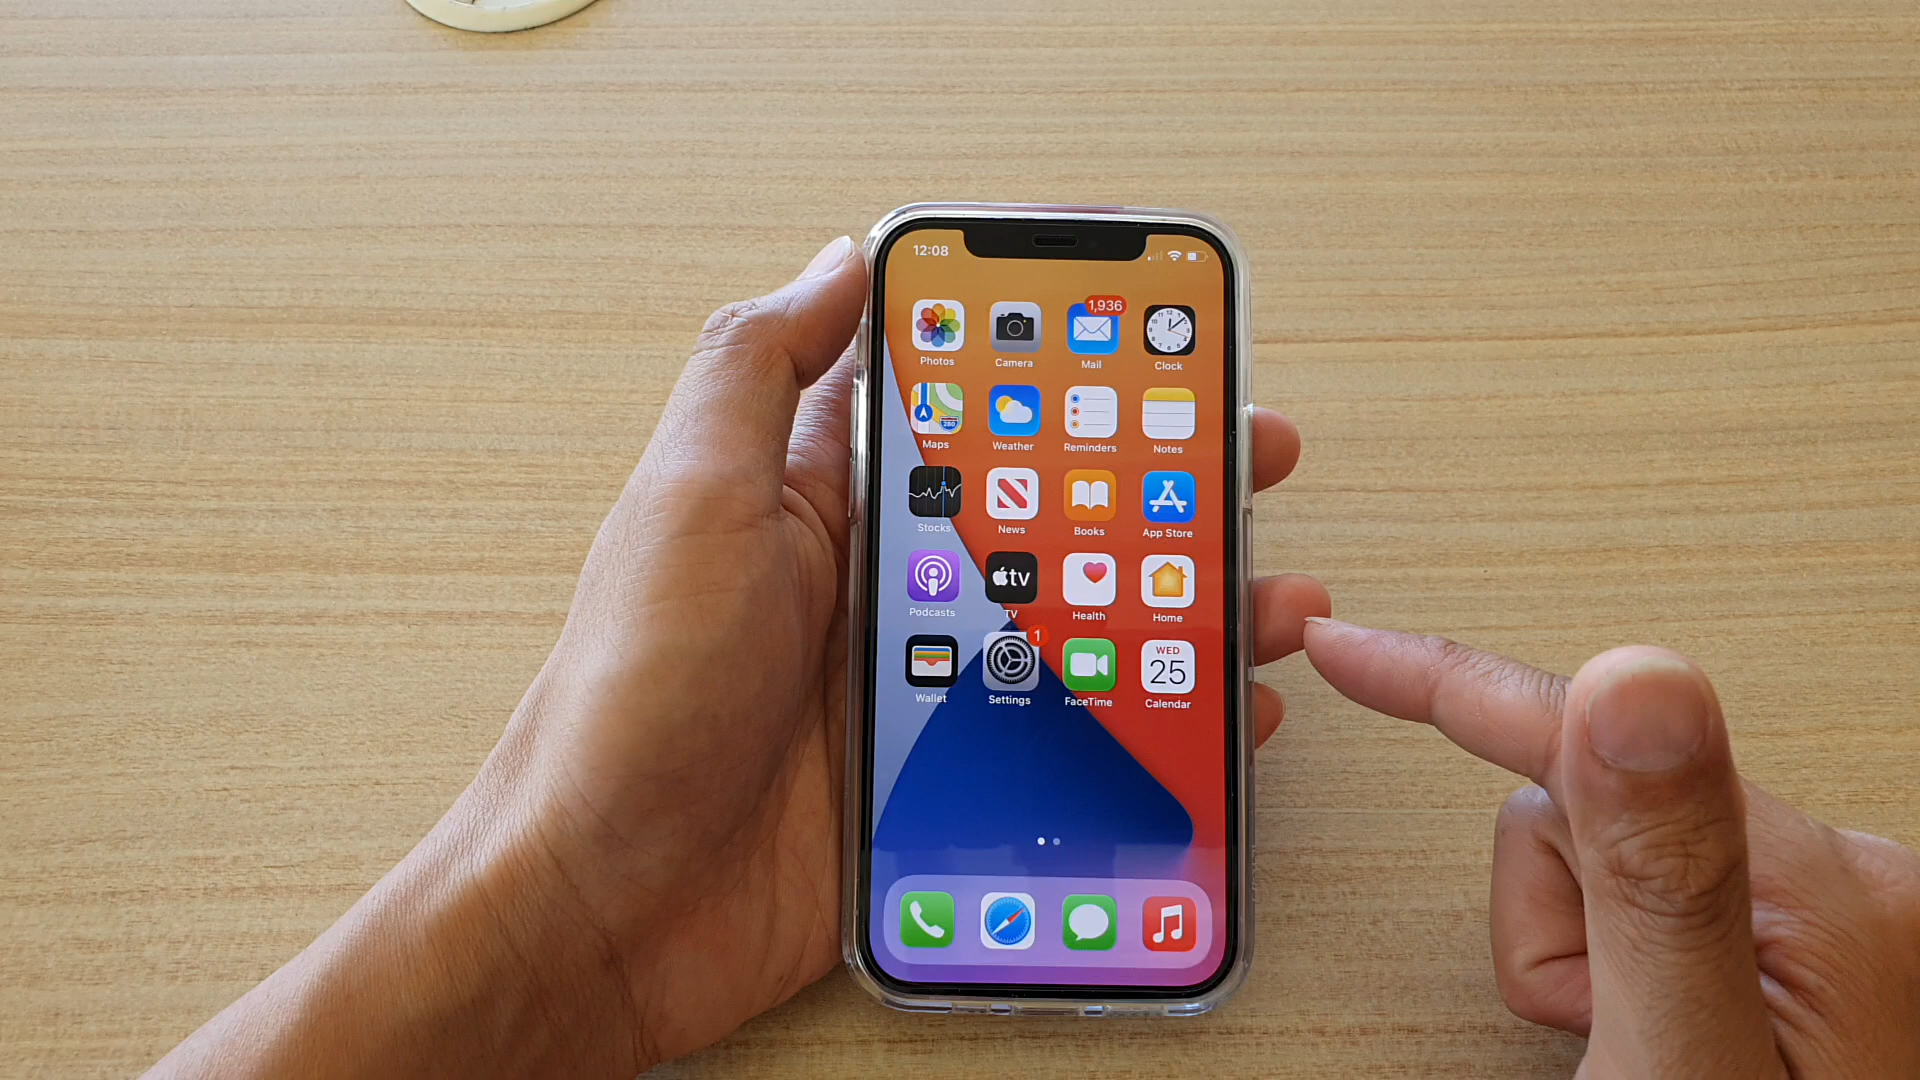 12:08
1,936
Photos Camera Mail Clock
280
Maps Weather Reminders Notes
Stocks News Books App Store
tv
Podcasts TV Health Home
1 WED
25
Wallet Settings FaceTime Calendar